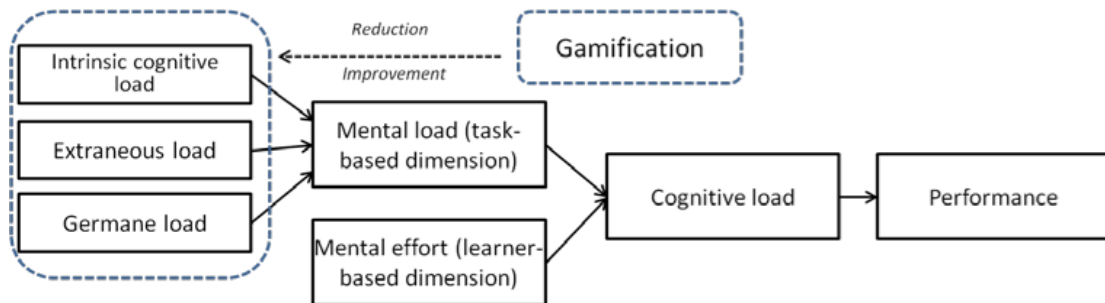 Reduction
Gamification
Improvement
Intrinsic cognitive
load
Extraneous load
Germane load
Mental load (task-
based dimension)
Mental effort (learner-
based dimension)
Cognitive load
Performance